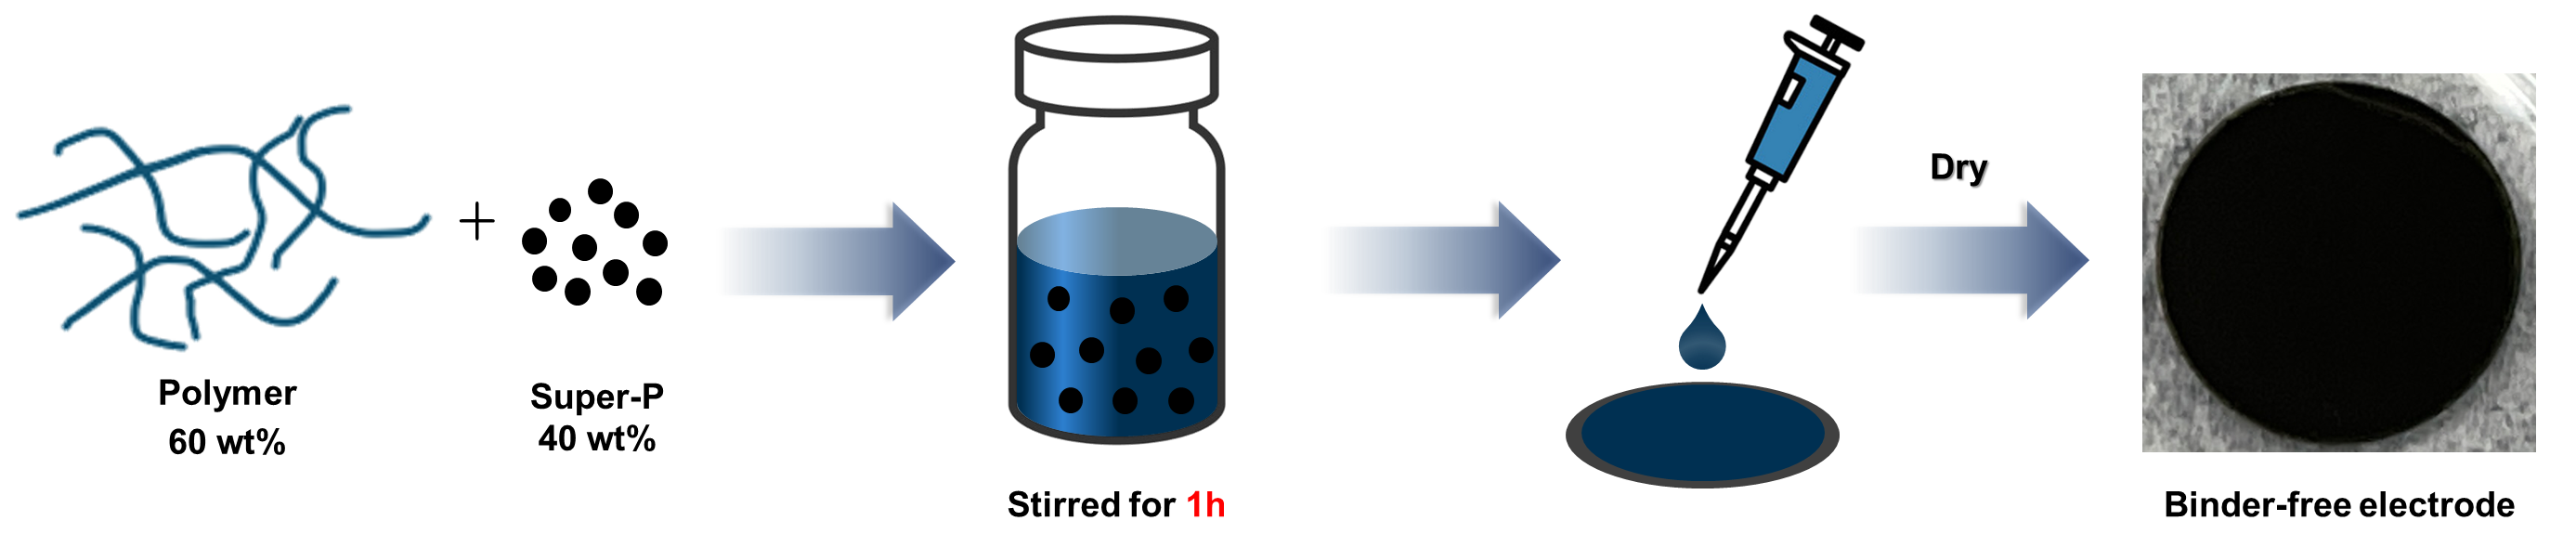 Polymer
60 wt%
+
Super-P
40 wt%
Stirred for 1h
Dry
Binder-free electrode